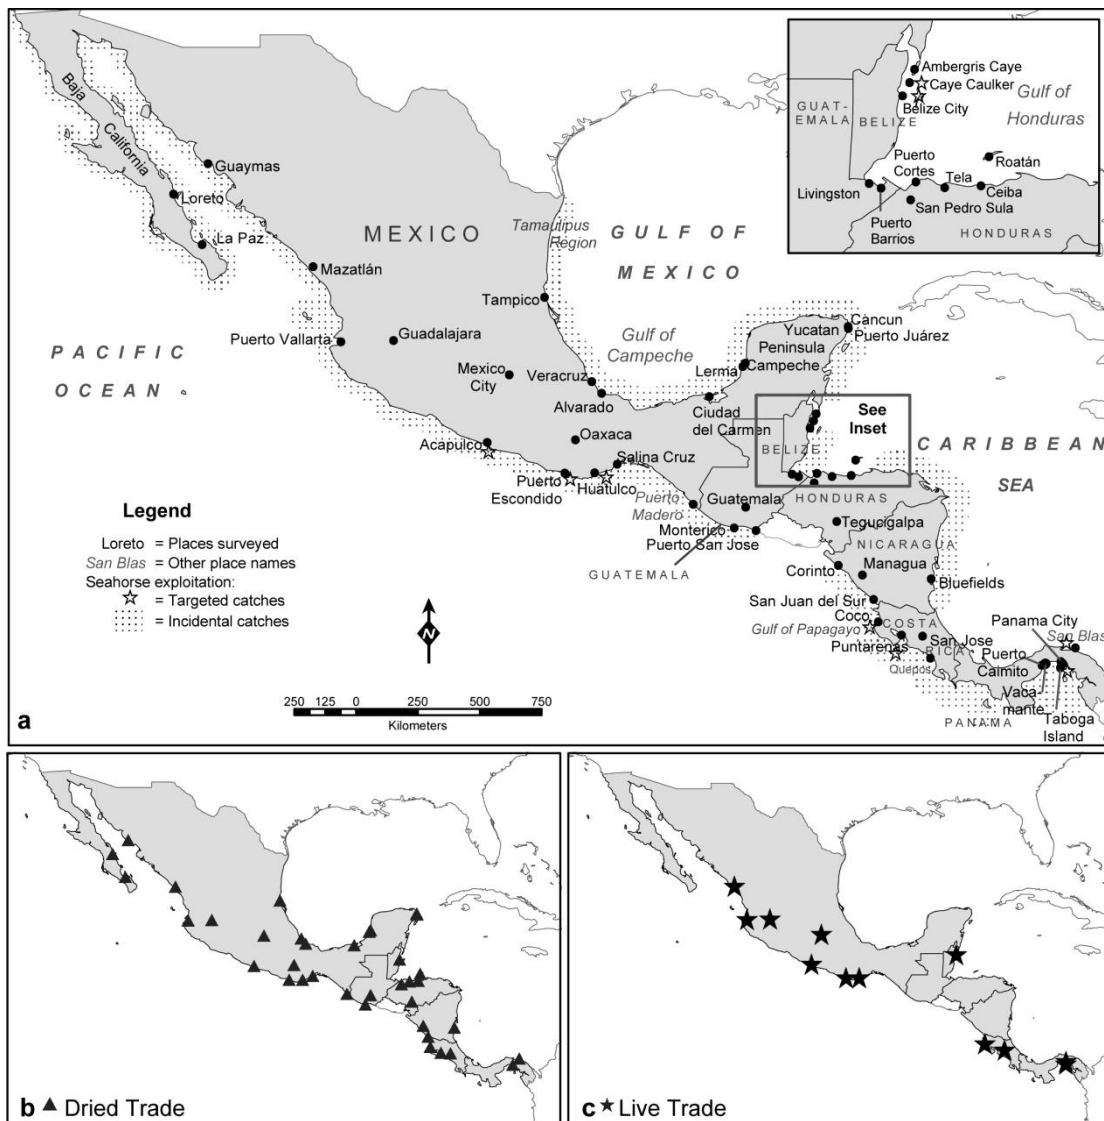 Ambergris Caye
Caye Caulker
Gulf of
Honduras
GUAT-
EMALA
BELIZE
Belize City
Puerto
Cortes
Roatán
Tela
Livingston
Ceiba
San Pedro Sula
Puerto
Barrios
HONDURAS
Baja
California
Guaymas
Loreto
La Paz
MEXICO
Tamaulipus
Region
GULF OF
MEXICO
Mazatlán
Tampico
Puerto Vallarta
Guadalajara
Gulf of
Campeche
Yucatan
Peninsula
Cancun
Puerto Juárez
PACIFIC
OCEAN
Mexico
City
Veracruz
Lerma
Campeche
Alvarado
Ciudad
del Carmen
See
Inset
Acapulco
Oaxaca
BELIZE
CARIBBEAN
SEA
Salina Cruz
Puerto
Escondido
Huatulco
Puerto
Madero
Guatemala
HONDURAS
Monterico
Puerto San Jose
Tegucigalpa
GUATEMALA
NICARAGUA
Corinto
Managua
Bluefields
San Juan del Sur
Coco
Gulf of Papagayo
COSTA
RICA
San Jose
Puntarenas
Quepos
Panama City
San Blas
Puerto
Caimito
Vaca-
mante
Taboga
Island
PANAMA
Legend
Loreto = Places surveyed
San Blas = Other place names
Seahorse exploitation:
= Targeted catches
= Incidental catches
N
250 125 0 250 500 750
Kilometers
a
b Dried Trade
c Live Trade